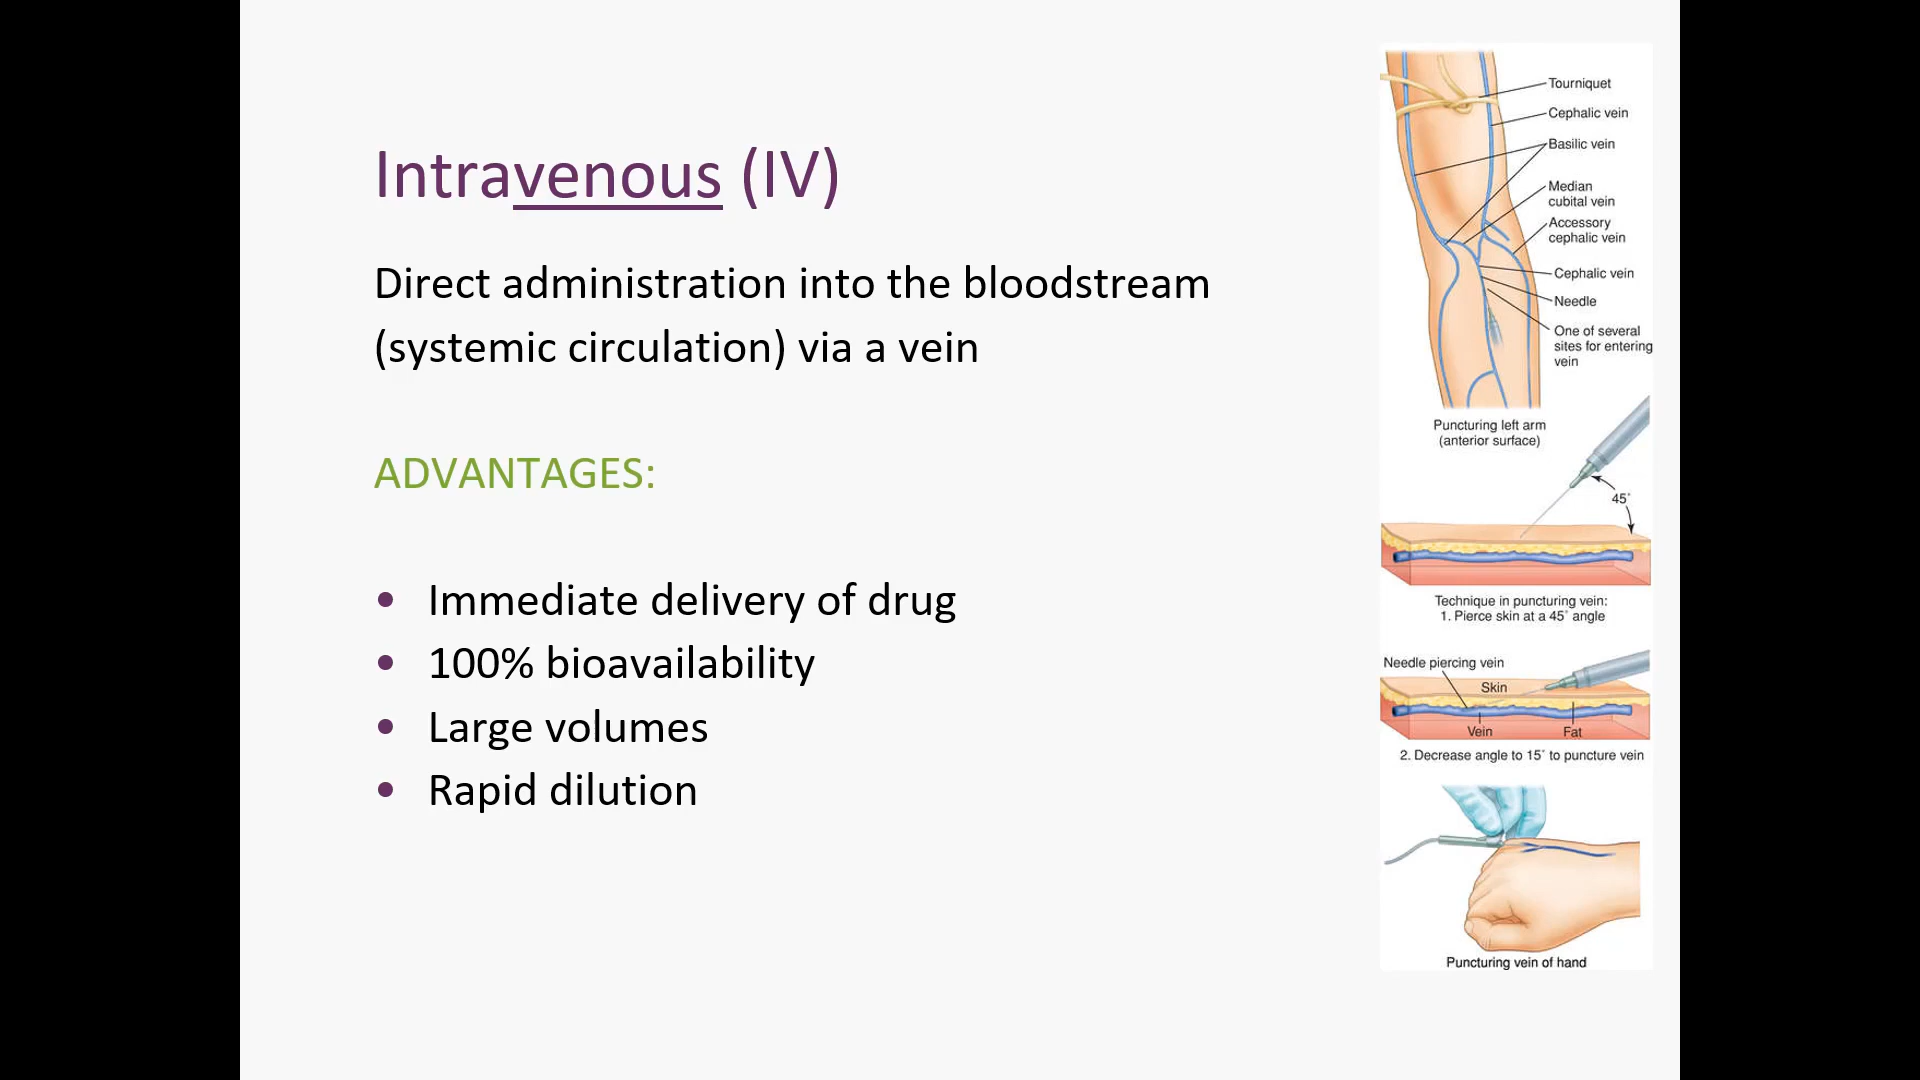 Intravenous (IV)
Direct administration into the bloodstream
(systemic circulation) via a vein
ADVANTAGES:
• Immediate delivery of drug
• 100% bioavailability
• Large volumes
• Rapid dilution
Tourniquet
Cephalic vein
Basilic vein
Median
cubital vein
Accessory
cephalic vein
Cephalic vein
Needle
One of several
sites for entering
vein
Puncturing left arm
(anterior surface)
45°
Technique in puncturing vein:
1. Pierce skin at a 45° angle
Needle piercing vein
Skin
Vein
Fat
2. Decrease angle to 15° to puncture vein
Puncturing vein of hand